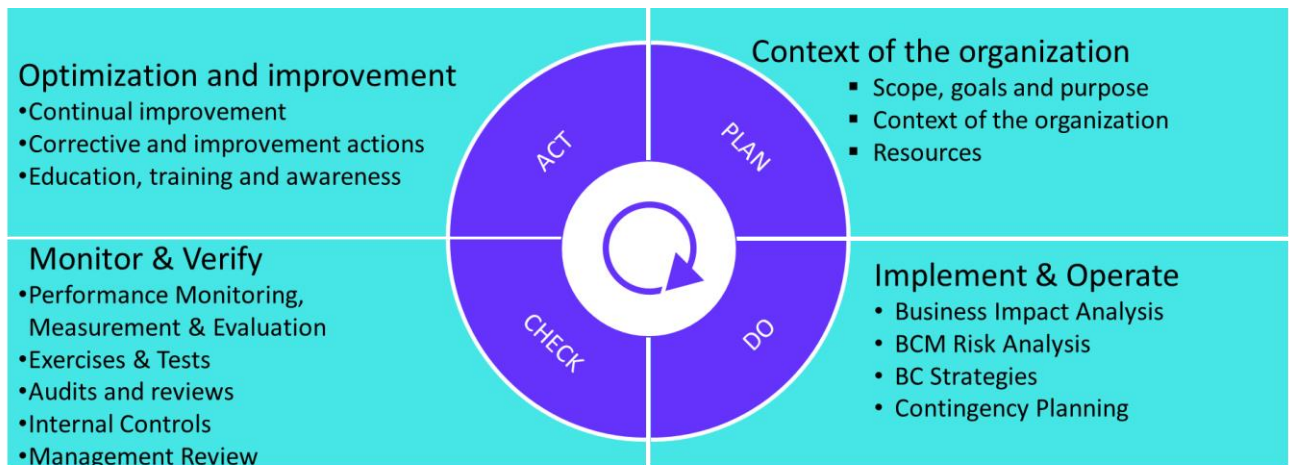 Optimization and improvement
•Continual improvement
•Corrective and improvement actions
•Education, training and awareness
ACT
PLAN
Context of the organization
▪ Scope, goals and purpose
▪ Context of the organization
▪ Resources
Monitor & Verify
•Performance Monitoring,
Measurement & Evaluation
•Exercises & Tests
•Audits and reviews
•Internal Controls
•Management Review
CHECK
DO
Implement & Operate
• Business Impact Analysis
• BCM Risk Analysis
• BC Strategies
• Contingency Planning